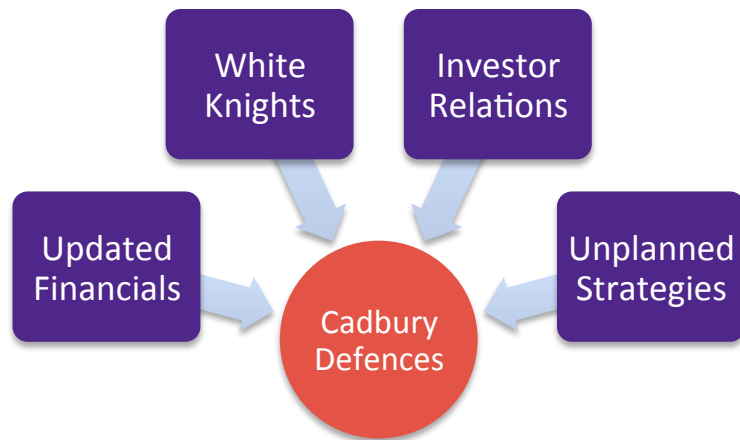 White
Knights
Investor
Relations
Updated
Financials
Unplanned
Strategies
Cadbury
Defences